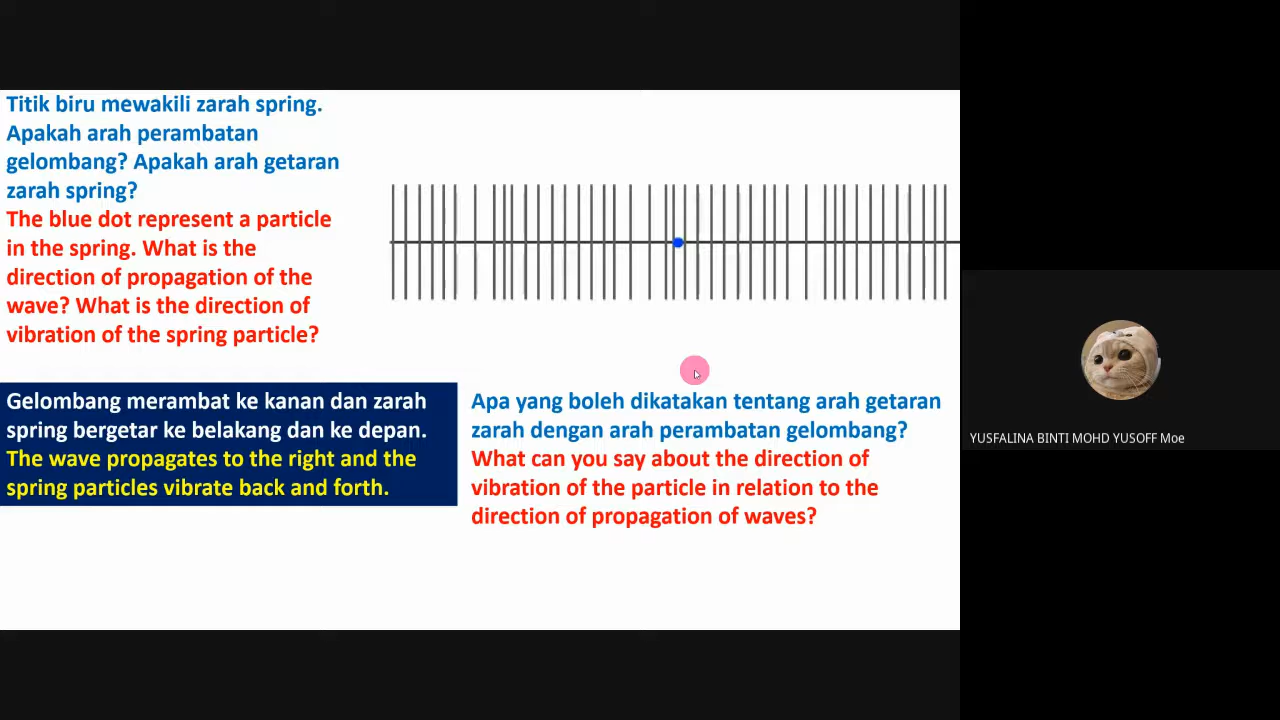 Titik biru mewakili zarah spring.
Apakah arah perambatan
gelombang? Apakah arah getaran
zarah spring?
The blue dot represent a particle
in the spring. What is the
direction of propagation of the
wave? What is the direction of
vibration of the spring particle?
Gelombang merambat ke kanan dan zarah
spring bergetar ke belakang dan ke depan.
The wave propagates to the right and the
spring particles vibrate back and forth.
Apa yang boleh dikatakan tentang arah getaran
zarah dengan arah perambatan gelombang?
What can you say about the direction of
vibration of the particle in relation to the
direction of propagation of waves?
YUSFALINA BINTI MOHD YUSOFF Moe